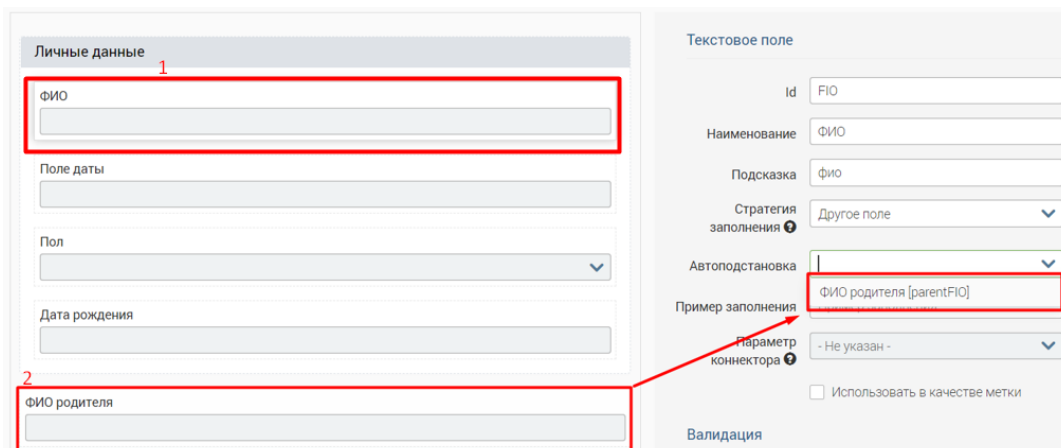 Личные данные
1
ФИО
Поле даты
Пол
Дата рождения
2
ФИО родителя
Текстовое поле
Id FIO
Наименование ФИО
Подсказка фио
Стратегия
заполнения Другое поле
Автоподстановка
ФИО родителя [parentFIO]
Пример заполнения
Параметр
коннектора - Не указан -
Использовать в качестве метки
Валидация